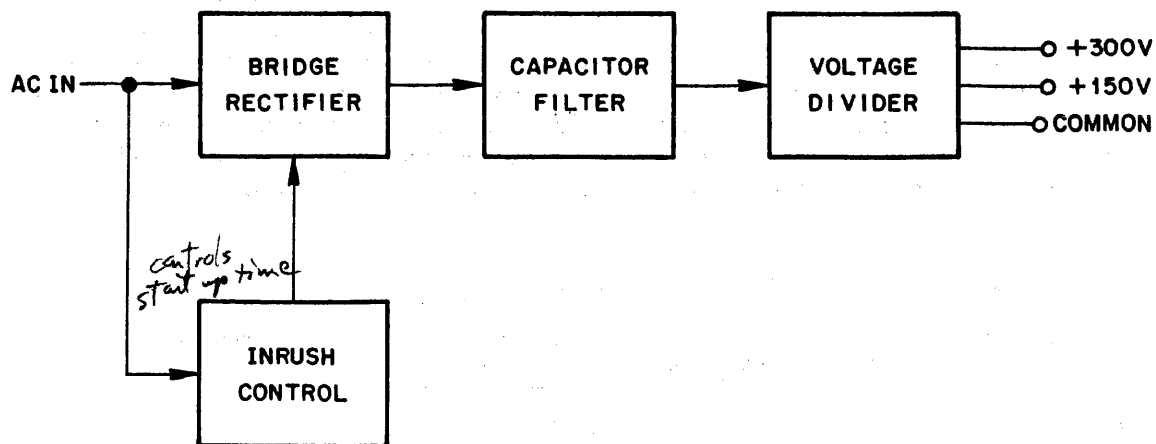 AC IN
BRIDGE
RECTIFIER
CAPACITOR
FILTER
VOLTAGE
DIVIDER
+300V
+150V
COMMON
controls
start up time
INRUSH
CONTROL